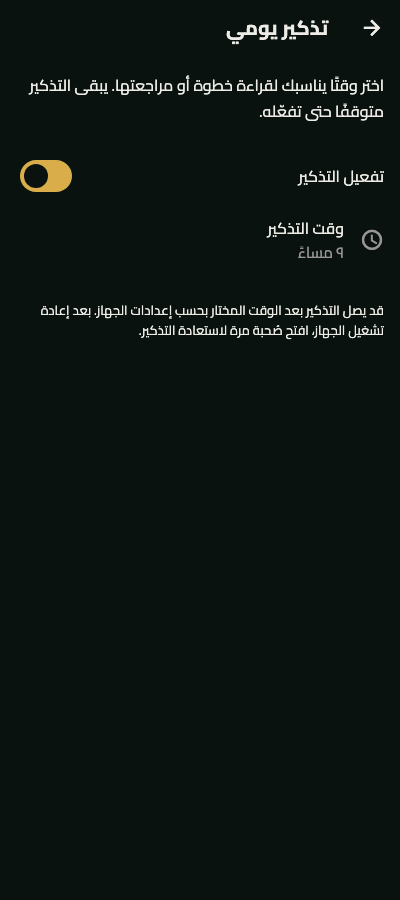 تذكير يومي
اختر وقتًا يناسبك لقراءة خطوة أو مراجعتها. يبقى التذكير
متوقفًا حتى تفعّله.
تفعيل التذكير
وقت التذكير
٩ مساءً
قد يصل التذكير بعد الوقت المختار بحسب إعدادات الجهاز. بعد إعادة
تشغيل الجهاز، افتح صُحبة مرة لاستعادة التذكير.